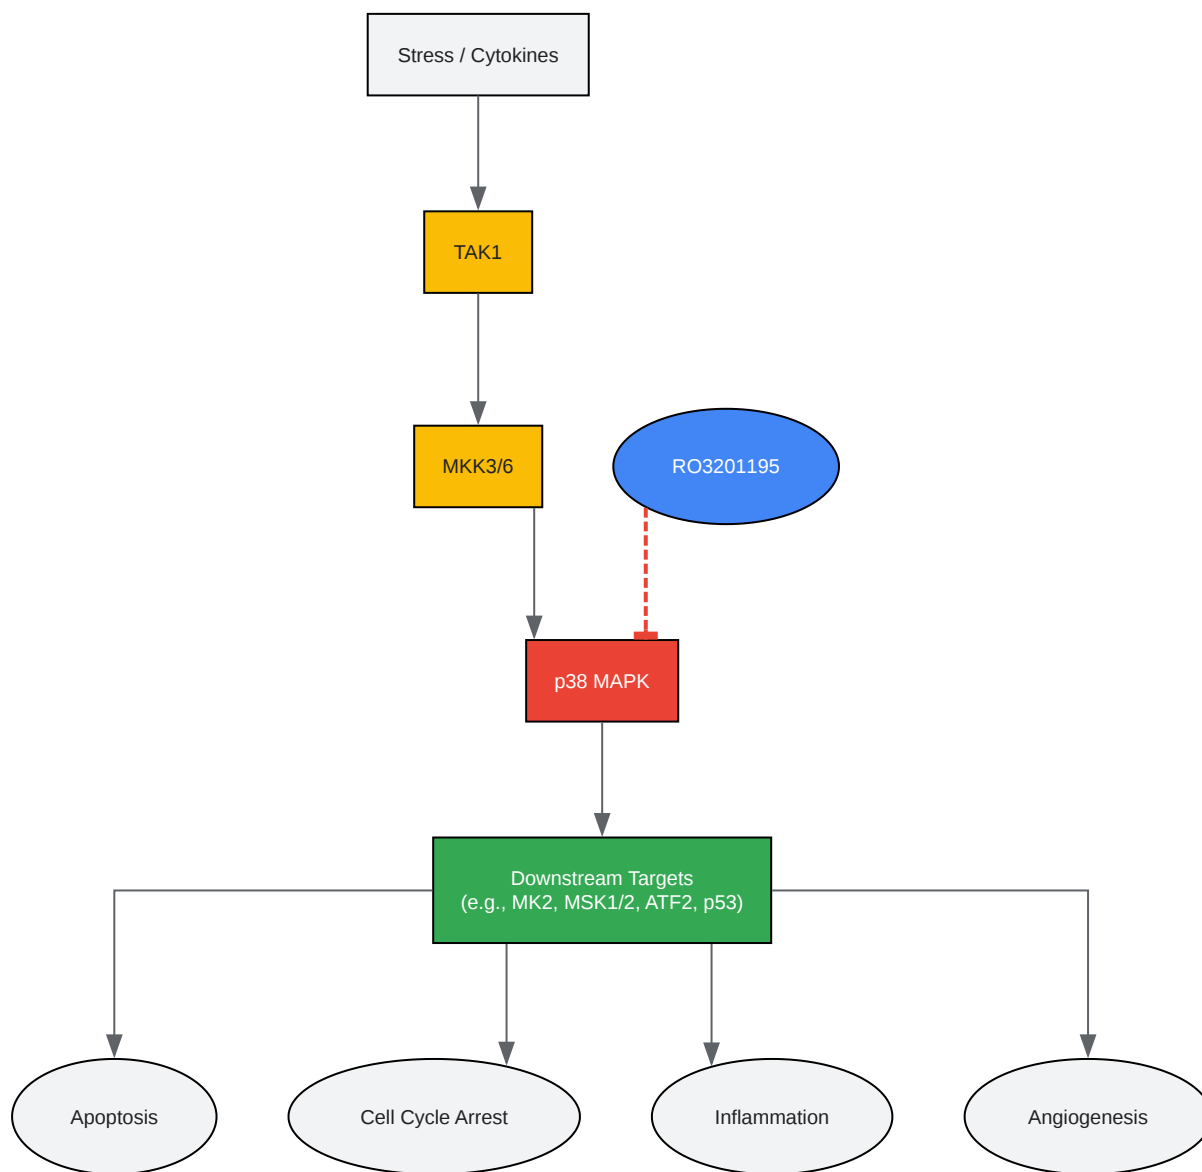 Stress / Cytokines
TAK1
MKK3/6
RO3201195
p38 MAPK
Downstream Targets
(e.g., MK2, MSK1/2, ATF2, p53)
Apoptosis
Cell Cycle Arrest
Inflammation
Angiogenesis